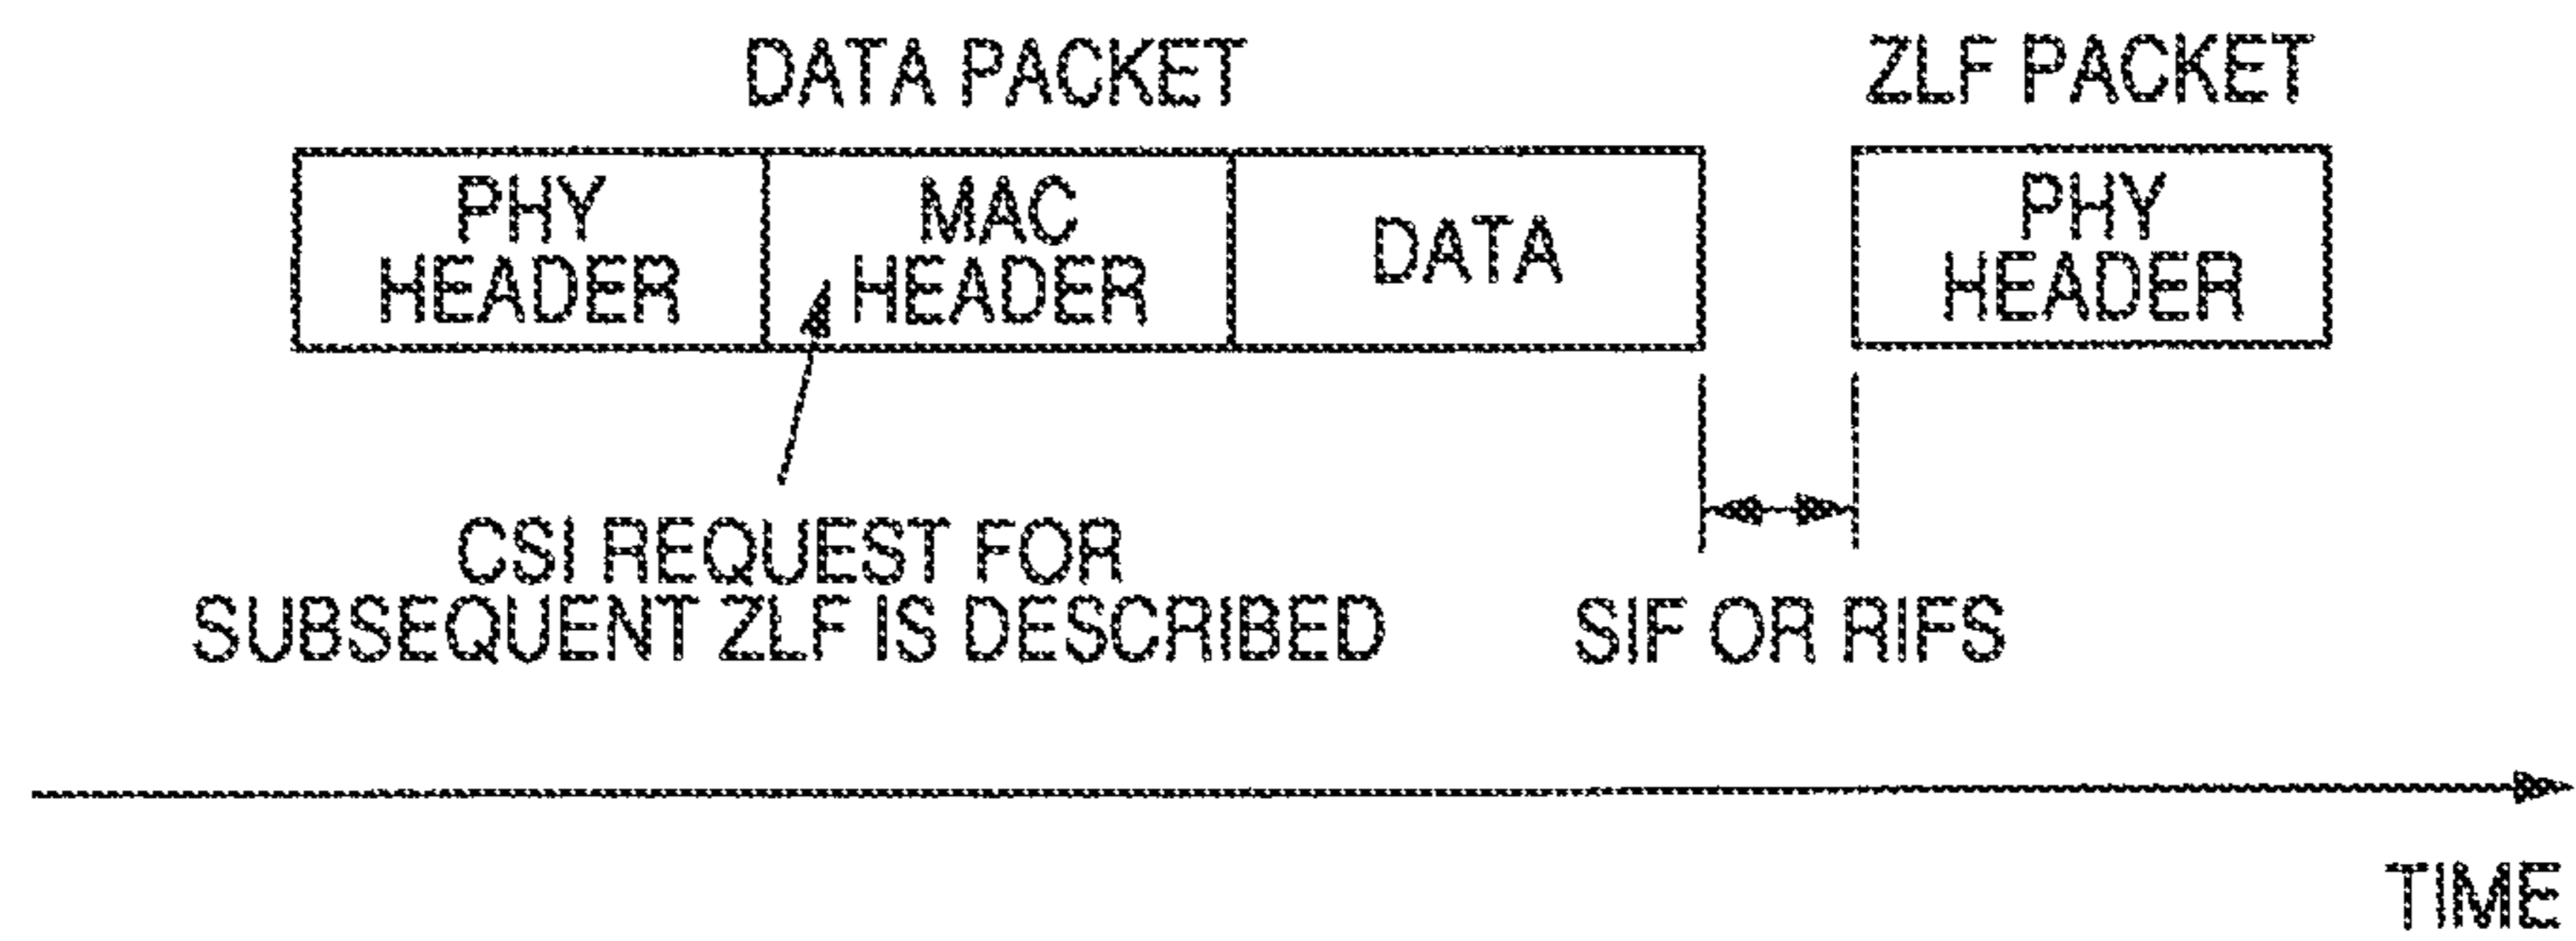 DATA PACKET
ZLF PACKET
PHY
HEADER
MAC
HEADER
DATA
PHY
HEADER
CSI REQUEST FOR
SUBSEQUENT ZLF IS DESCRIBED
SIF OR RIFS
TIME